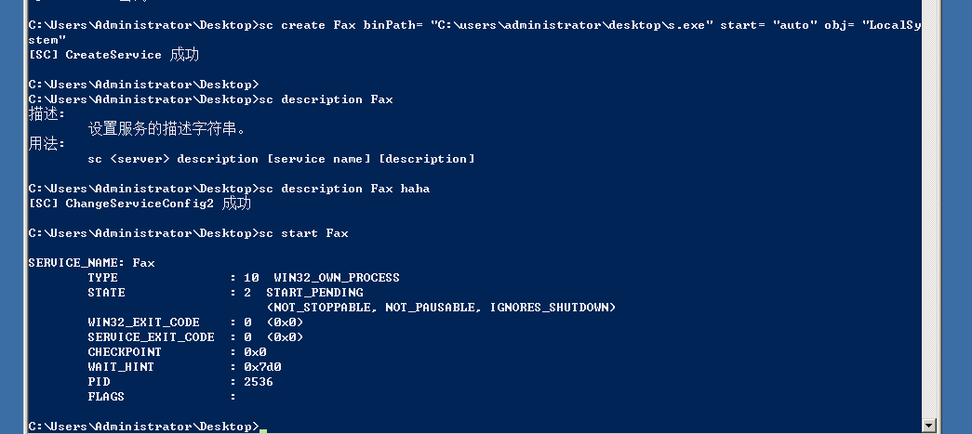 C:\Users\Administrator\Desktop>sc create Fax binPath= "C:\users\administrator\desktop\s.exe" start= "auto" obj= "LocalSy
stem"
[SC] CreateService 成功
C:\Users\Administrator\Desktop>
C:\Users\Administrator\Desktop>sc description Fax
描述:
设置服务的描述字符串。
用法:
sc <server> description [service name] [description]
C:\Users\Administrator\Desktop>sc description Fax haha
[SC] ChangeServiceConfig2 成功
C:\Users\Administrator\Desktop>sc start Fax
SERVICE_NAME: Fax
TYPE : 10 WIN32_OWN_PROCESS
STATE : 2 START_PENDING
(NOT_STOPPABLE, NOT_PAUSABLE, IGNORES_SHUTDOWN)
WIN32_EXIT_CODE : 0 (0x0)
SERVICE_EXIT_CODE : 0 (0x0)
CHECKPOINT : 0x0
WAIT_HINT : 0x7d0
PID : 2536
FLAGS :
C:\Users\Administrator\Desktop>